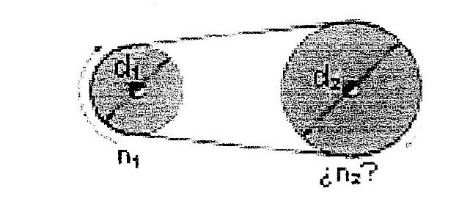 d₁
d₂
n₁
¿n₂?